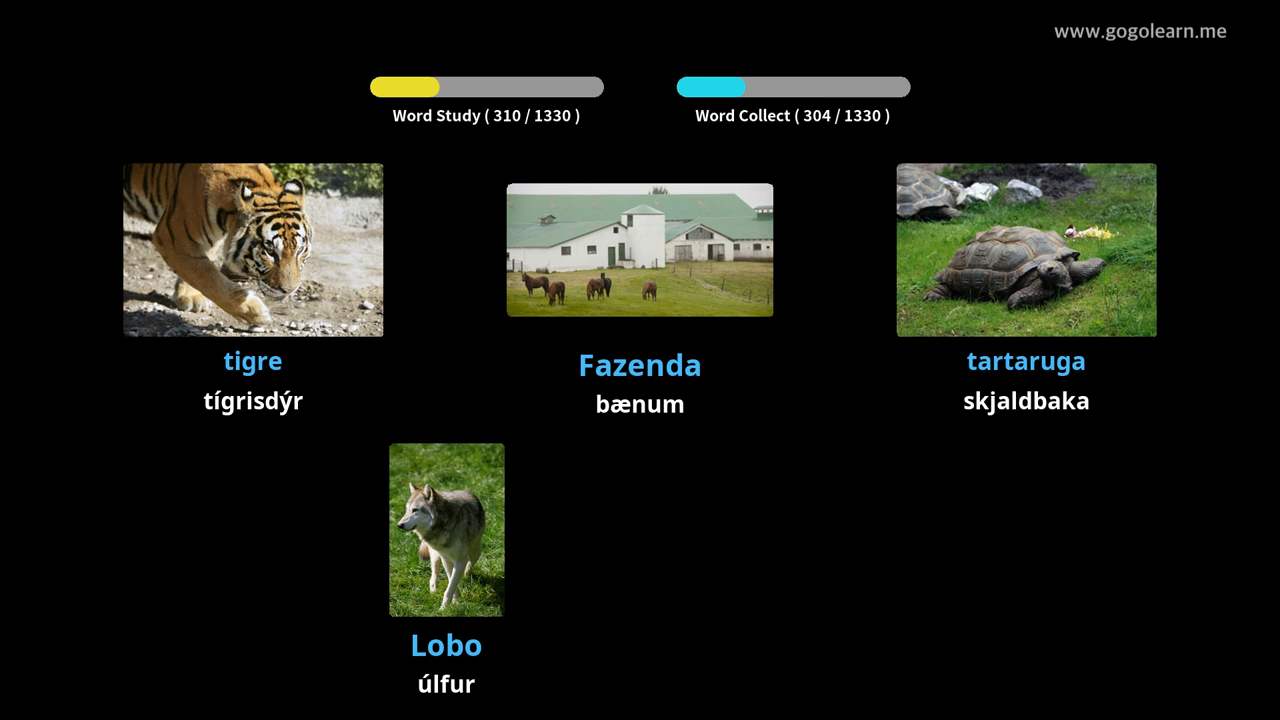 www.gogolearn.me
Word Study ( 310 / 1330 )
Word Collect ( 304 / 1330 )
tigre
tígrisdýr
Fazenda
bænum
tartaruga
skjaldbaka
Lobo
úlfur